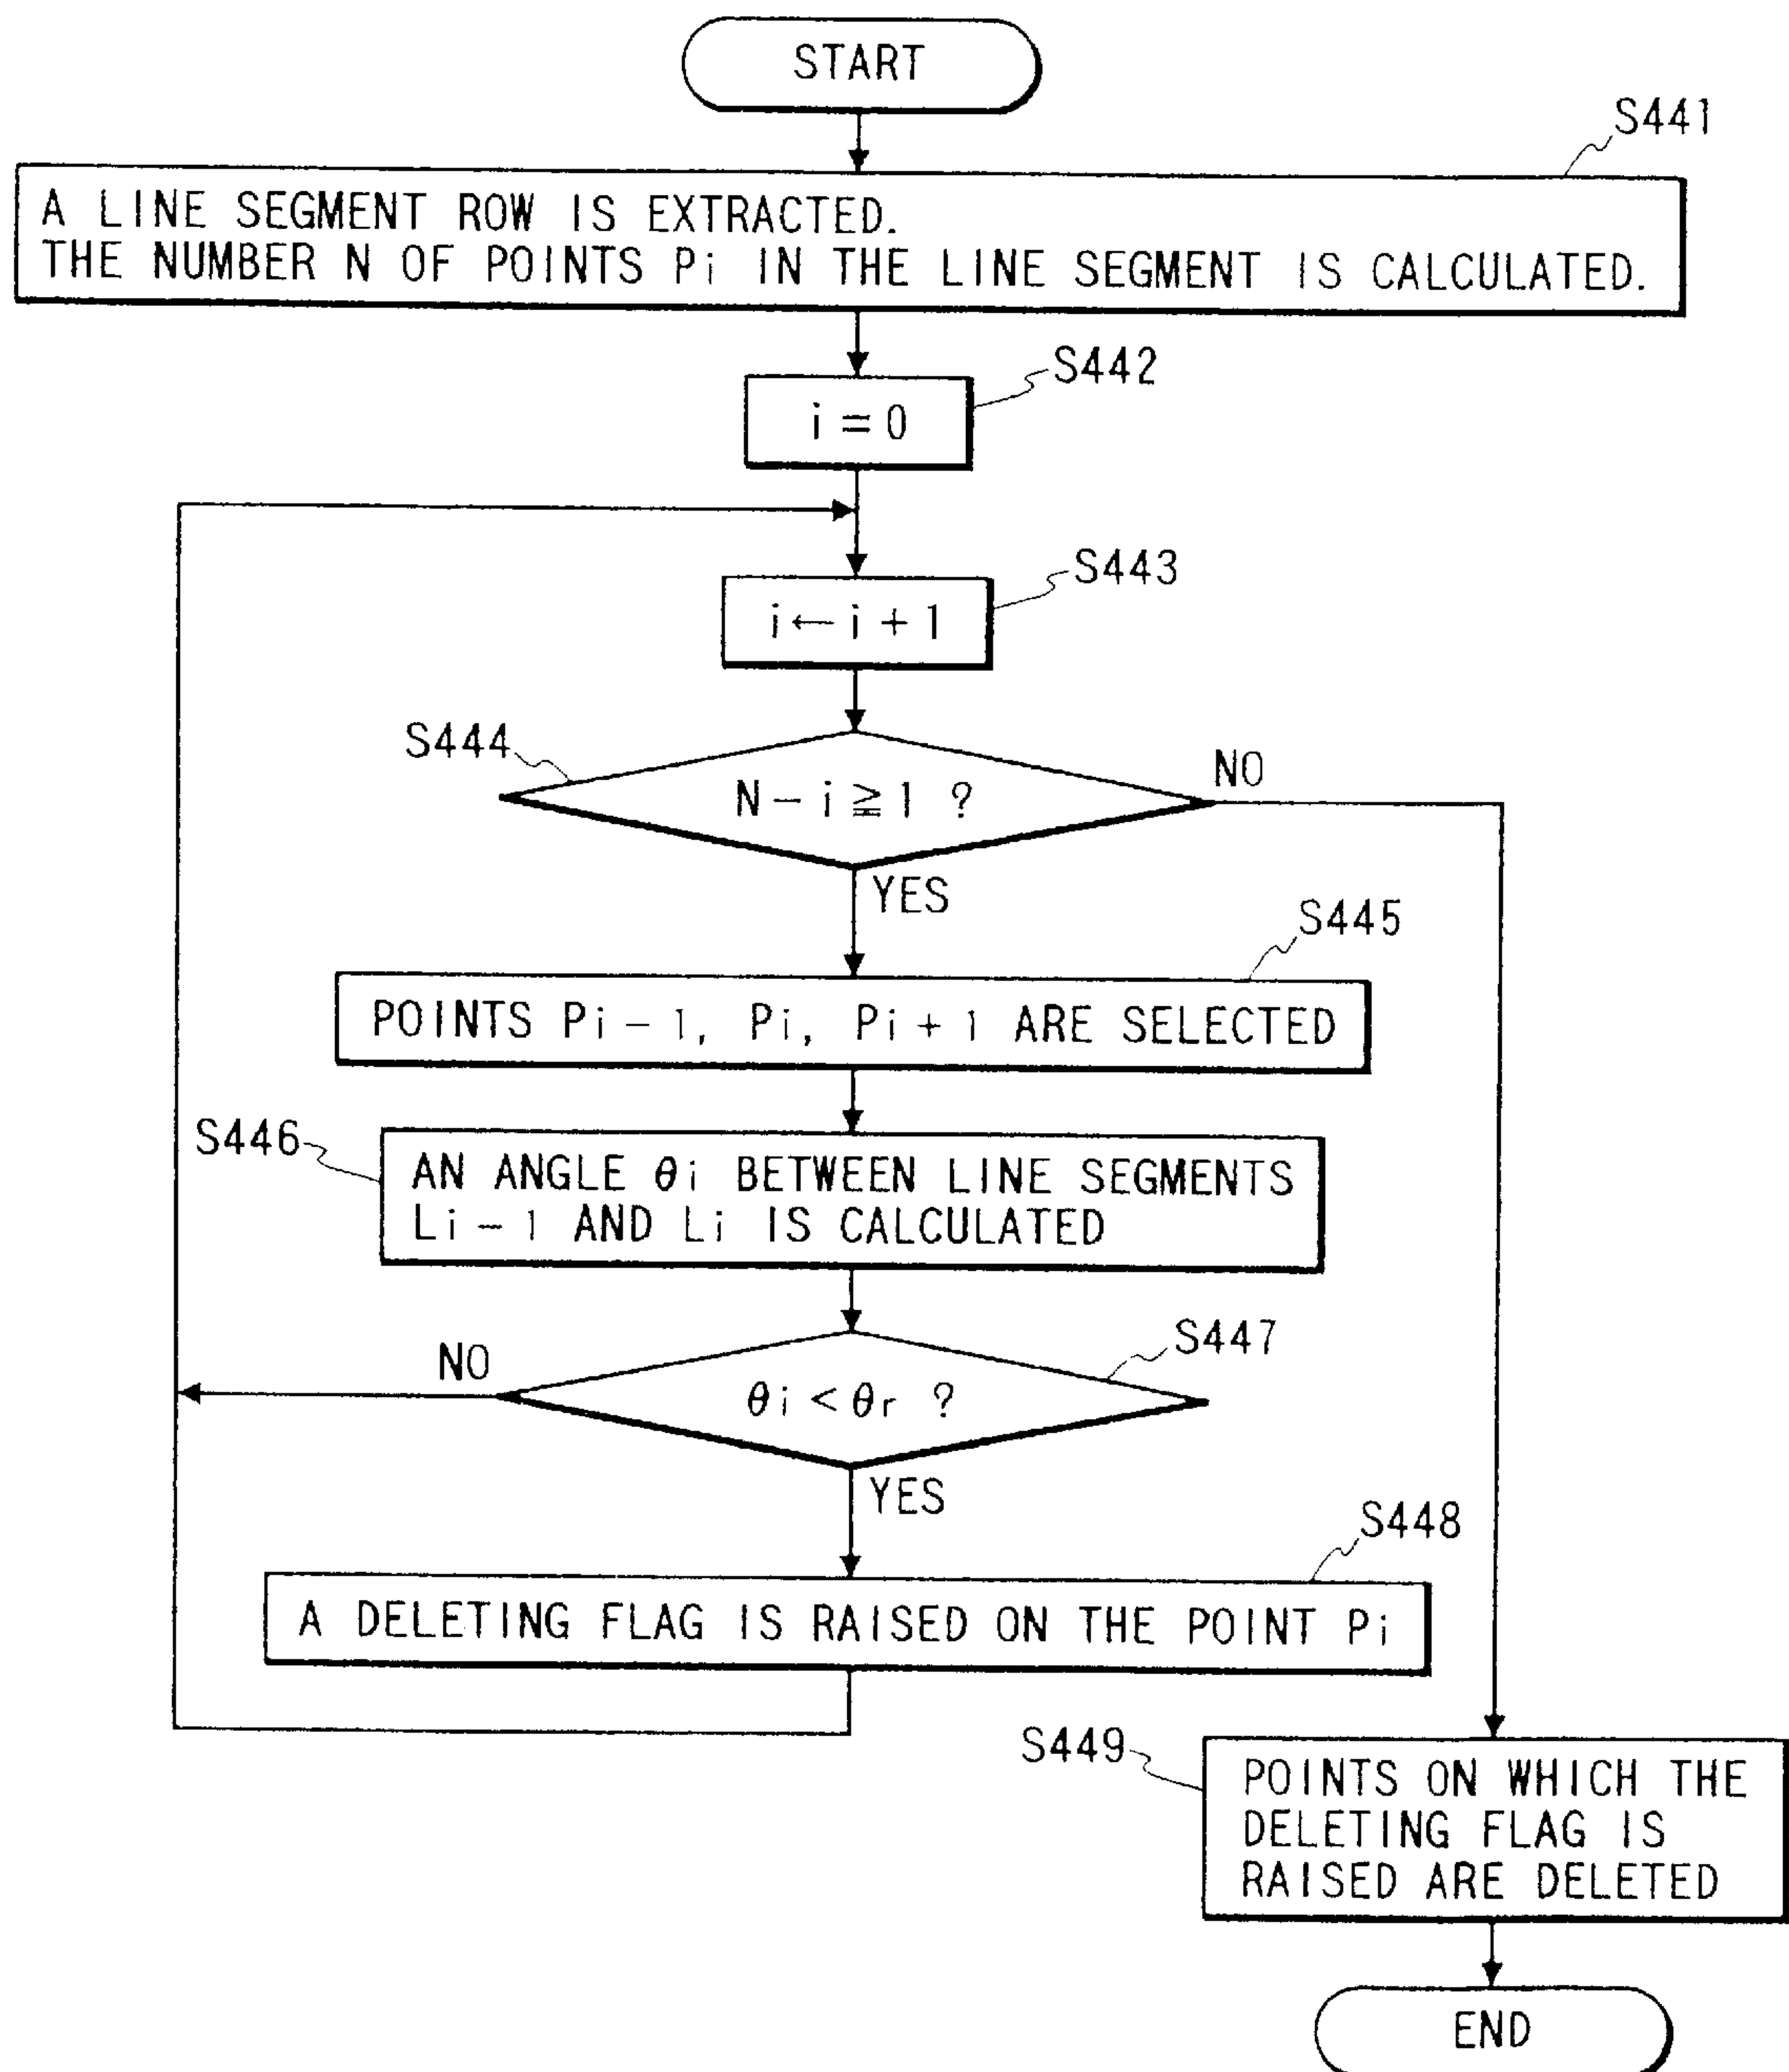 START
S441
A LINE SEGMENT ROW IS EXTRACTED.
THE NUMBER N OF POINTS Pi IN THE LINE SEGMENT IS CALCULATED.
S442
i = 0
S443
i ← i + 1
S444
N - i ≧ 1 ?
NO
YES
S445
POINTS Pi - 1, Pi, Pi + 1 ARE SELECTED
S446
AN ANGLE θi BETWEEN LINE SEGMENTS
Li - 1 AND Li IS CALCULATED
S447
NO
θi < θr ?
YES
S448
A DELETING FLAG IS RAISED ON THE POINT Pi
S449
POINTS ON WHICH THE
DELETING FLAG IS
RAISED ARE DELETED
END